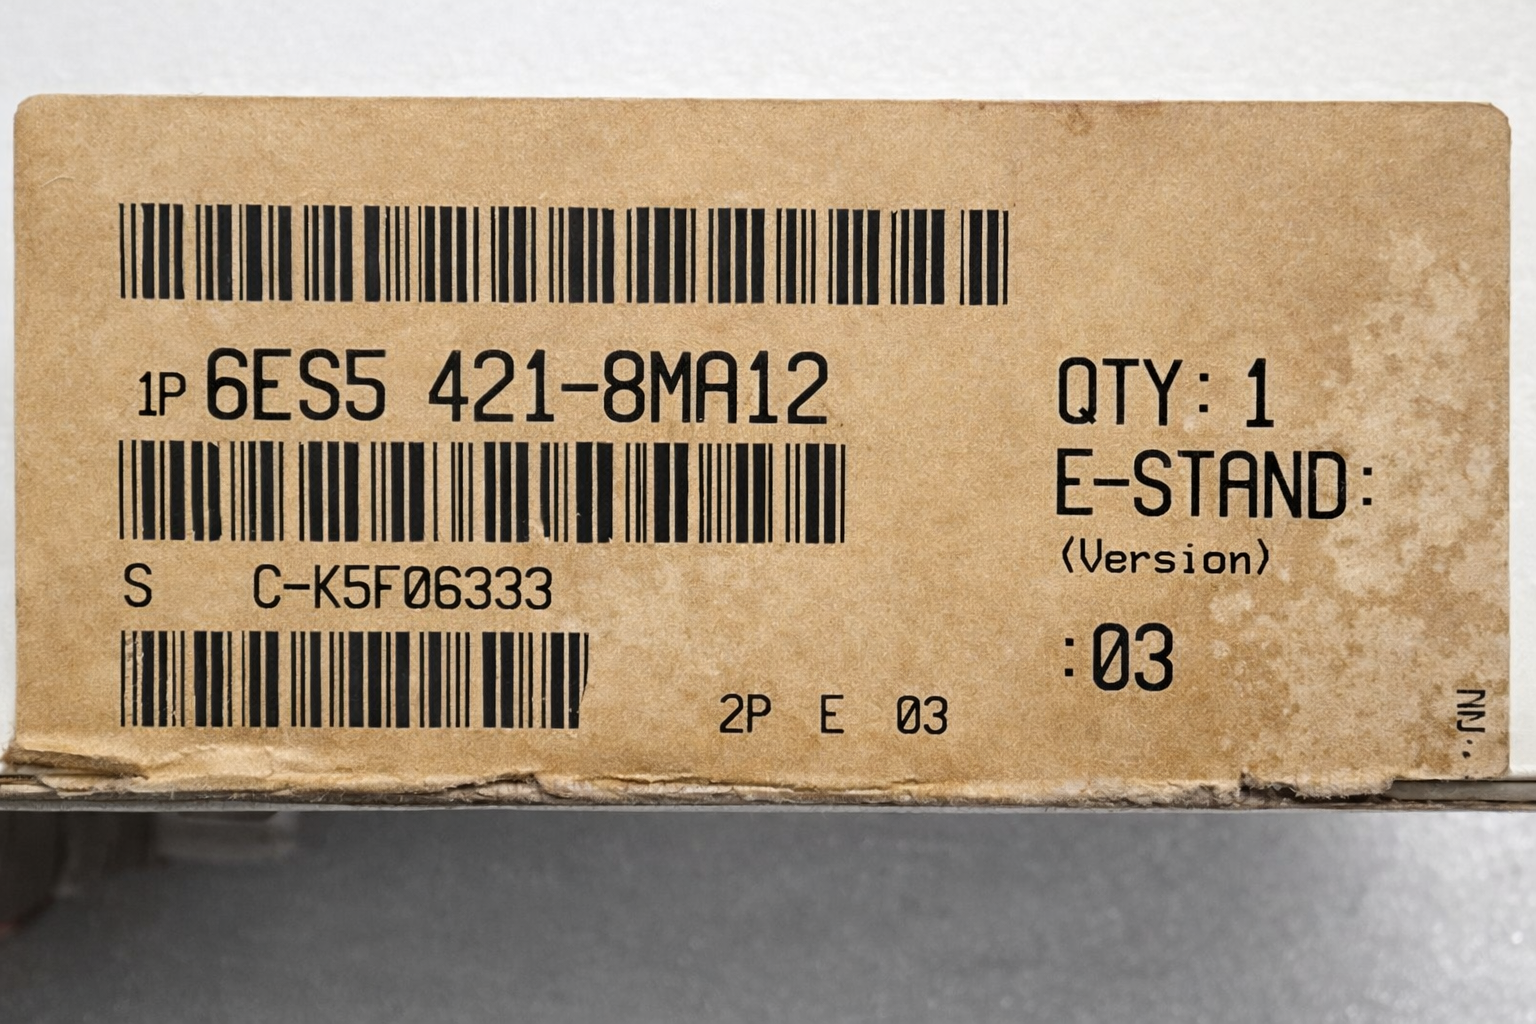 1P 6ES5 421-8MA12
QTY: 1
E-STAND:
(Version)
S C-K5F06333
:03
2P E 03